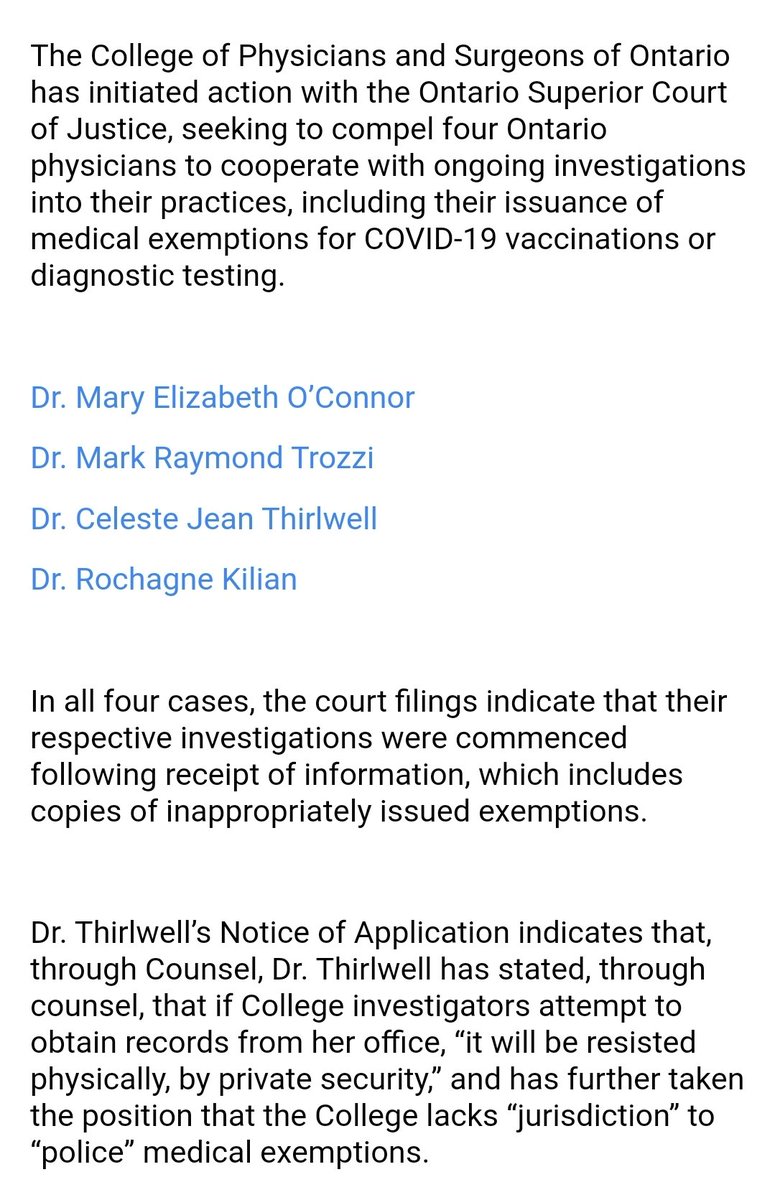 The College of Physicians and Surgeons of Ontario
has initiated action with the Ontario Superior Court
of Justice, seeking to compel four Ontario
physicians to cooperate with ongoing investigations
into their practices, including their issuance of
medical exemptions for COVID-19 vaccinations or
diagnostic testing.
Dr. Mary Elizabeth O’Connor
Dr. Mark Raymond Trozzi
Dr. Celeste Jean Thirlwell
Dr. Rochagne Kilian
In all four cases, the court filings indicate that their
respective investigations were commenced
following receipt of information, which includes
copies of inappropriately issued exemptions.
Dr. Thirlwell’s Notice of Application indicates that,
through Counsel, Dr. Thirlwell has stated, through
counsel, that if College investigators attempt to
obtain records from her office, “it will be resisted
physically, by private security,” and has further taken
the position that the College lacks “jurisdiction” to
“police” medical exemptions.